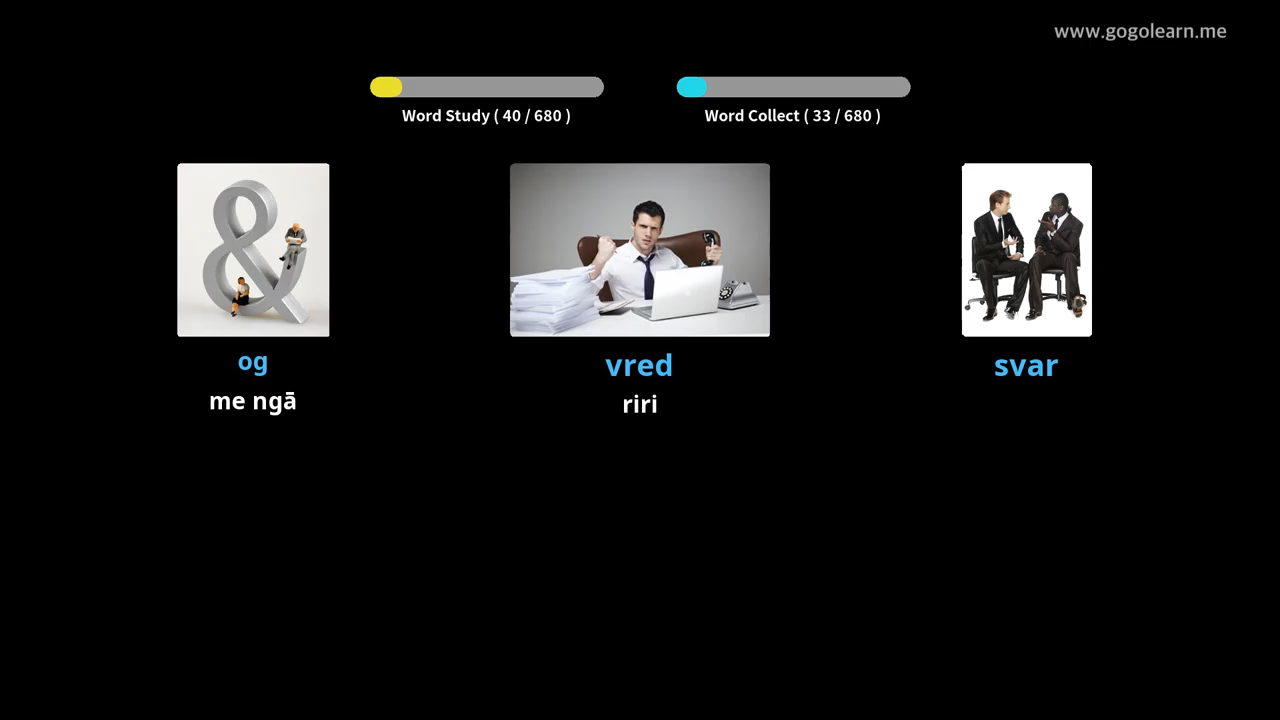 www.gogolearn.me
Word Study ( 40 / 680 )
Word Collect ( 33 / 680 )
&
og
me ngā
vred
riri
svar